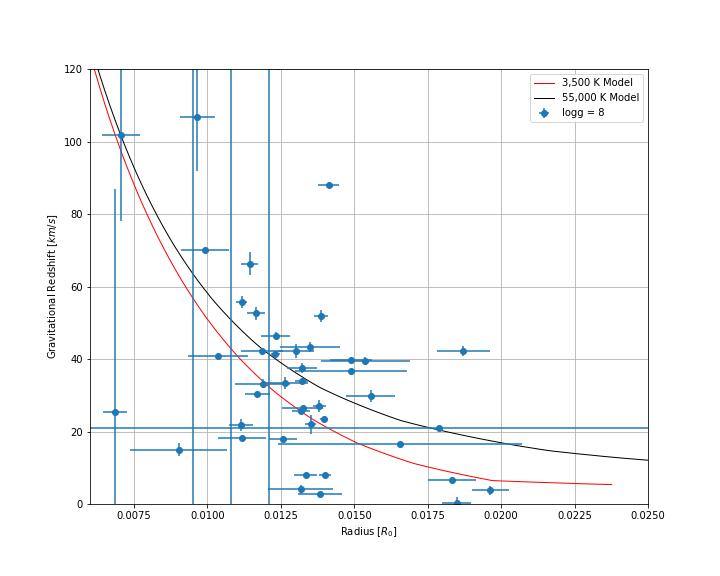 3,500 K Model
55,000 K Model
logg = 8
120
100
80
60
40
20
0
Gravitational Redshift [km/s]
0.0075 0.0100 0.0125 0.0150 0.0175 0.0200 0.0225 0.0250
Radius [R₀]